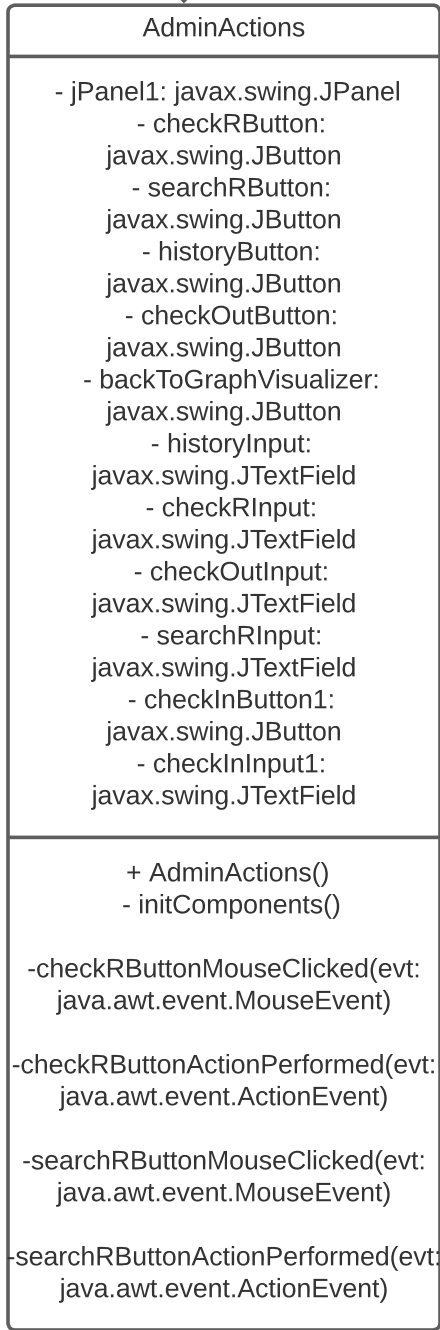 AdminActions
- jPanel1: javax.swing.JPanel
- checkRButton:
javax.swing.JButton
- searchRButton:
javax.swing.JButton
- historyButton:
javax.swing.JButton
- checkOutButton:
javax.swing.JButton
- backToGraphVisualizer:
javax.swing.JButton
- historyInput:
javax.swing.JTextField
- checkRInput:
javax.swing.JTextField
- checkOutInput:
javax.swing.JTextField
- searchRInput:
javax.swing.JTextField
- checkInButton1:
javax.swing.JButton
- checkInInput1:
javax.swing.JTextField
+ AdminActions()
- initComponents()
-checkRButtonMouseClicked(evt:
java.awt.event.MouseEvent)
-checkRButtonActionPerformed(evt:
java.awt.event.ActionEvent)
-searchRButtonMouseClicked(evt:
java.awt.event.MouseEvent)
-searchRButtonActionPerformed(evt:
java.awt.event.ActionEvent)